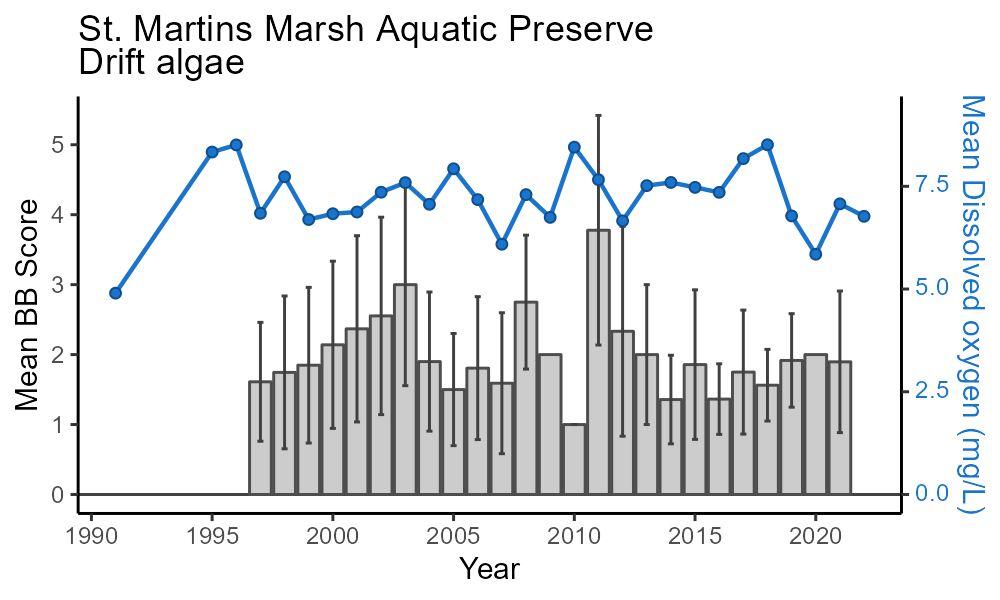 St. Martins Marsh Aquatic Preserve
Drift algae
Mean BB Score
5
4
3
2
1
0
7.5
5.0
2.5
0.0
Mean Dissolved oxygen (mg/L)
1990 1995 2000 2005 2010 2015 2020
Year